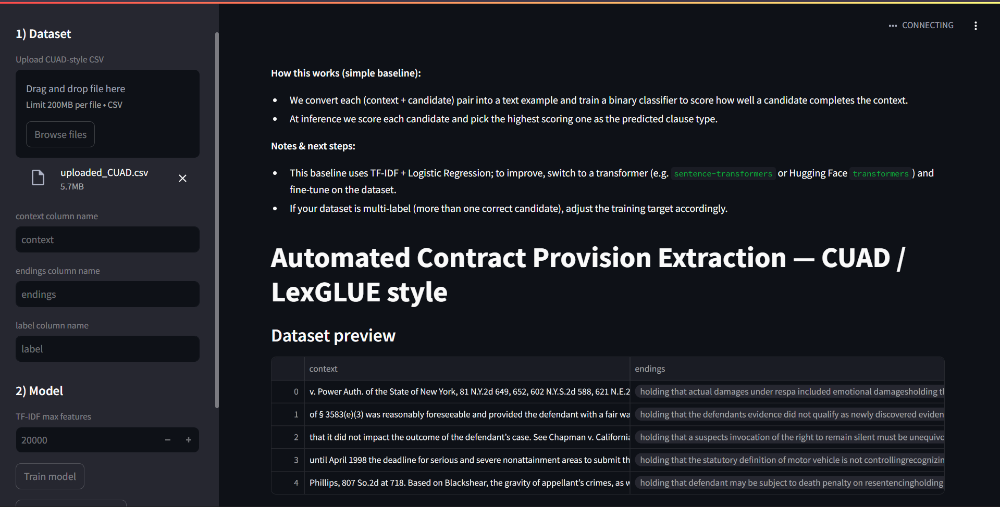 1) Dataset
Upload CUAD-style CSV
Drag and drop file here
Limit 200MB per file • CSV
Browse files
uploaded_CUAD.csv
5.7MB
context column name
context
endings column name
endings
label column name
label
2) Model
TF-IDF max features
20000
Train model
CONNECTING
How this works (simple baseline):
• We convert each (context + candidate) pair into a text example and train a binary classifier to score how well a candidate completes the context.
• At inference we score each candidate and pick the highest scoring one as the predicted clause type.
Notes & next steps:
• This baseline uses TF-IDF + Logistic Regression; to improve, switch to a transformer (e.g. sentence-transformers or Hugging Face transformers ) and
fine-tune on the dataset.
• If your dataset is multi-label (more than one correct candidate), adjust the training target accordingly.
Automated Contract Provision Extraction — CUAD /
LexGLUE style
Dataset preview
context endings
0 v. Power Auth. of the State of New York, 81 N.Y.2d 649, 652, 602 N.Y.S.2d 588, 621 N.E.2 holding that actual damages under respa included emotional damagesholding th
1 of § 3583(e)(3) was reasonably foreseeable and provided the defendant with a fair wa holding that the defendants evidence did not qualify as newly discovered eviden
2 that it did not impact the outcome of the defendant’s case. See Chapman v. California holding that a suspects invocation of the right to remain silent must be unequivo
3 until April 1998 the deadline for serious and severe nonattainment areas to submit th holding that the statutory definition of motor vehicle is not controllingrecognizin
4 Phillips, 807 So.2d at 718. Based on Blackshear, the gravity of appellant’s crimes, as w holding that defendant may be subject to death penalty on resentencingholding